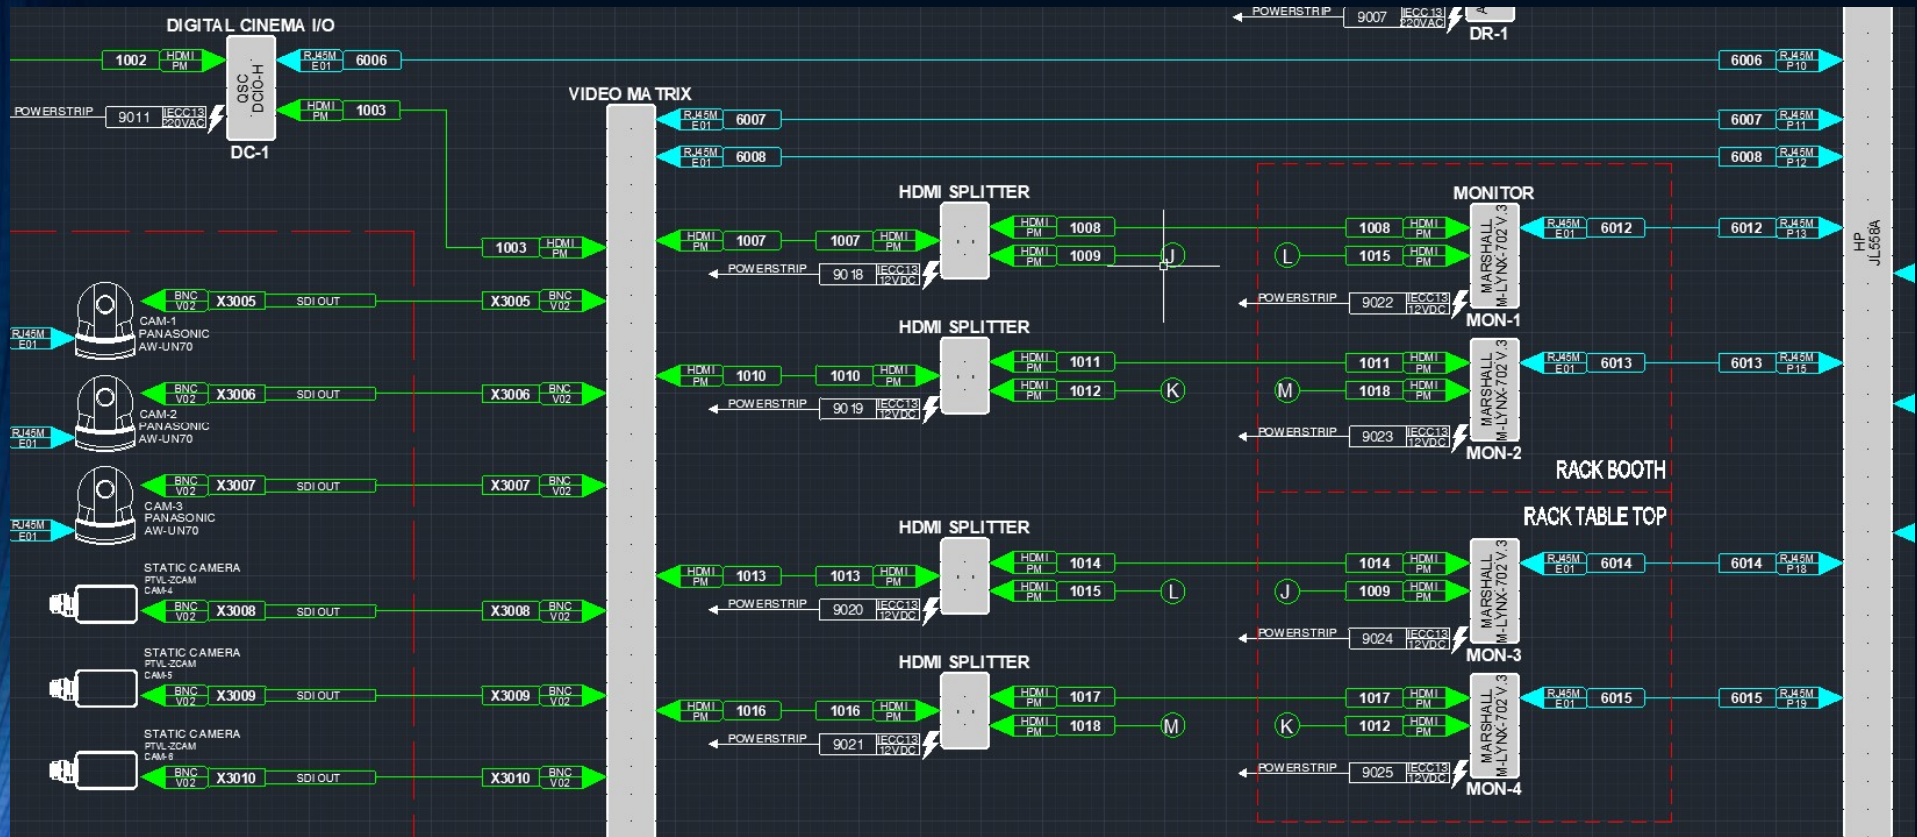 DIGITAL CINEMA I/O
1002 HDMI PM
QSC DCIO-H
RJ45M E01 6006
6006 RJ45M P10
HDMI PM 1003
POWERSTRIP 9011 IECC13 220VAC
DC-1
POWERSTRIP 9007 IECC13 220VAC
DR-1
VIDEO MATRIX
RJ45M E01 6007
6007 RJ45M P11
RJ45M E01 6008
6008 RJ45M P12
1003 HDMI PM
HP JL558A
HDMI SPLITTER
HDMI PM 1007
1007 HDMI PM
HDMI PM 1008
HDMI PM 1009 J
POWERSTRIP 9018 IECC13 12VDC
MONITOR
1008 HDMI PM
L 1015 HDMI PM
MARSHALL M-LYNX-702 V.3
RJ45M E01 6012
6012 RJ45M P13
POWERSTRIP 9022 IECC13 12VDC
MON-1
HDMI SPLITTER
HDMI PM 1010
1010 HDMI PM
HDMI PM 1011
HDMI PM 1012 K
POWERSTRIP 9019 IECC13 12VDC
1011 HDMI PM
M 1018 HDMI PM
MARSHALL M-LYNX-702 V.3
RJ45M E01 6013
6013 RJ45M P15
POWERSTRIP 9023 IECC13 12VDC
MON-2
RACK BOOTH
RACK TABLE TOP
HDMI SPLITTER
HDMI PM 1013
1013 HDMI PM
HDMI PM 1014
HDMI PM 1015 L
POWERSTRIP 9020 IECC13 12VDC
1014 HDMI PM
J 1009 HDMI PM
MARSHALL M-LYNX-702 V.3
RJ45M E01 6014
6014 RJ45M P18
POWERSTRIP 9024 IECC13 12VDC
MON-3
HDMI SPLITTER
HDMI PM 1016
1016 HDMI PM
HDMI PM 1017
HDMI PM 1018 M
POWERSTRIP 9021 IECC13 12VDC
1017 HDMI PM
K 1012 HDMI PM
MARSHALL M-LYNX-702 V.3
RJ45M E01 6015
6015 RJ45M P19
POWERSTRIP 9025 IECC13 12VDC
MON-4
BNC V02 X3005 SDI OUT X3005 BNC V02
RJ45M E01
CAM-1
PANASONIC
AW-UN70
BNC V02 X3006 SDI OUT X3006 BNC V02
RJ45M E01
CAM-2
PANASONIC
AW-UN70
BNC V02 X3007 SDI OUT X3007 BNC V02
RJ45M E01
CAM-3
PANASONIC
AW-UN70
STATIC CAMERA
PTVL-ZCAM
CAM-4
BNC V02 X3008 SDI OUT X3008 BNC V02
STATIC CAMERA
PTVL-ZCAM
CAM-5
BNC V02 X3009 SDI OUT X3009 BNC V02
STATIC CAMERA
PTVL-ZCAM
CAM-6
BNC V02 X3010 SDI OUT X3010 BNC V02